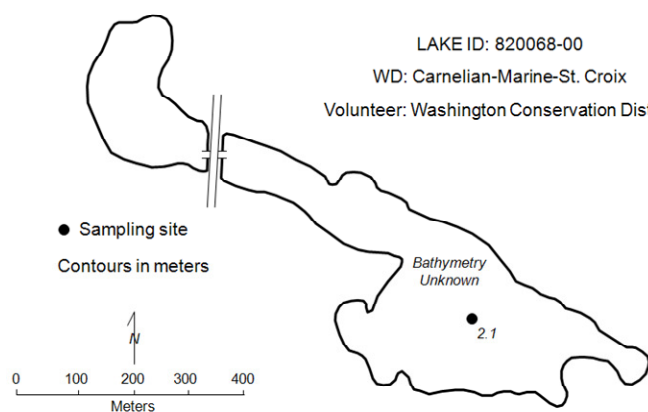 LAKE ID: 820068-00
WD: Carnelian-Marine-St. Croix
Volunteer: Washington Conservation Dist
Sampling site
Contours in meters
Bathymetry
Unknown
2.1
N
0 100 200 300 400
Meters